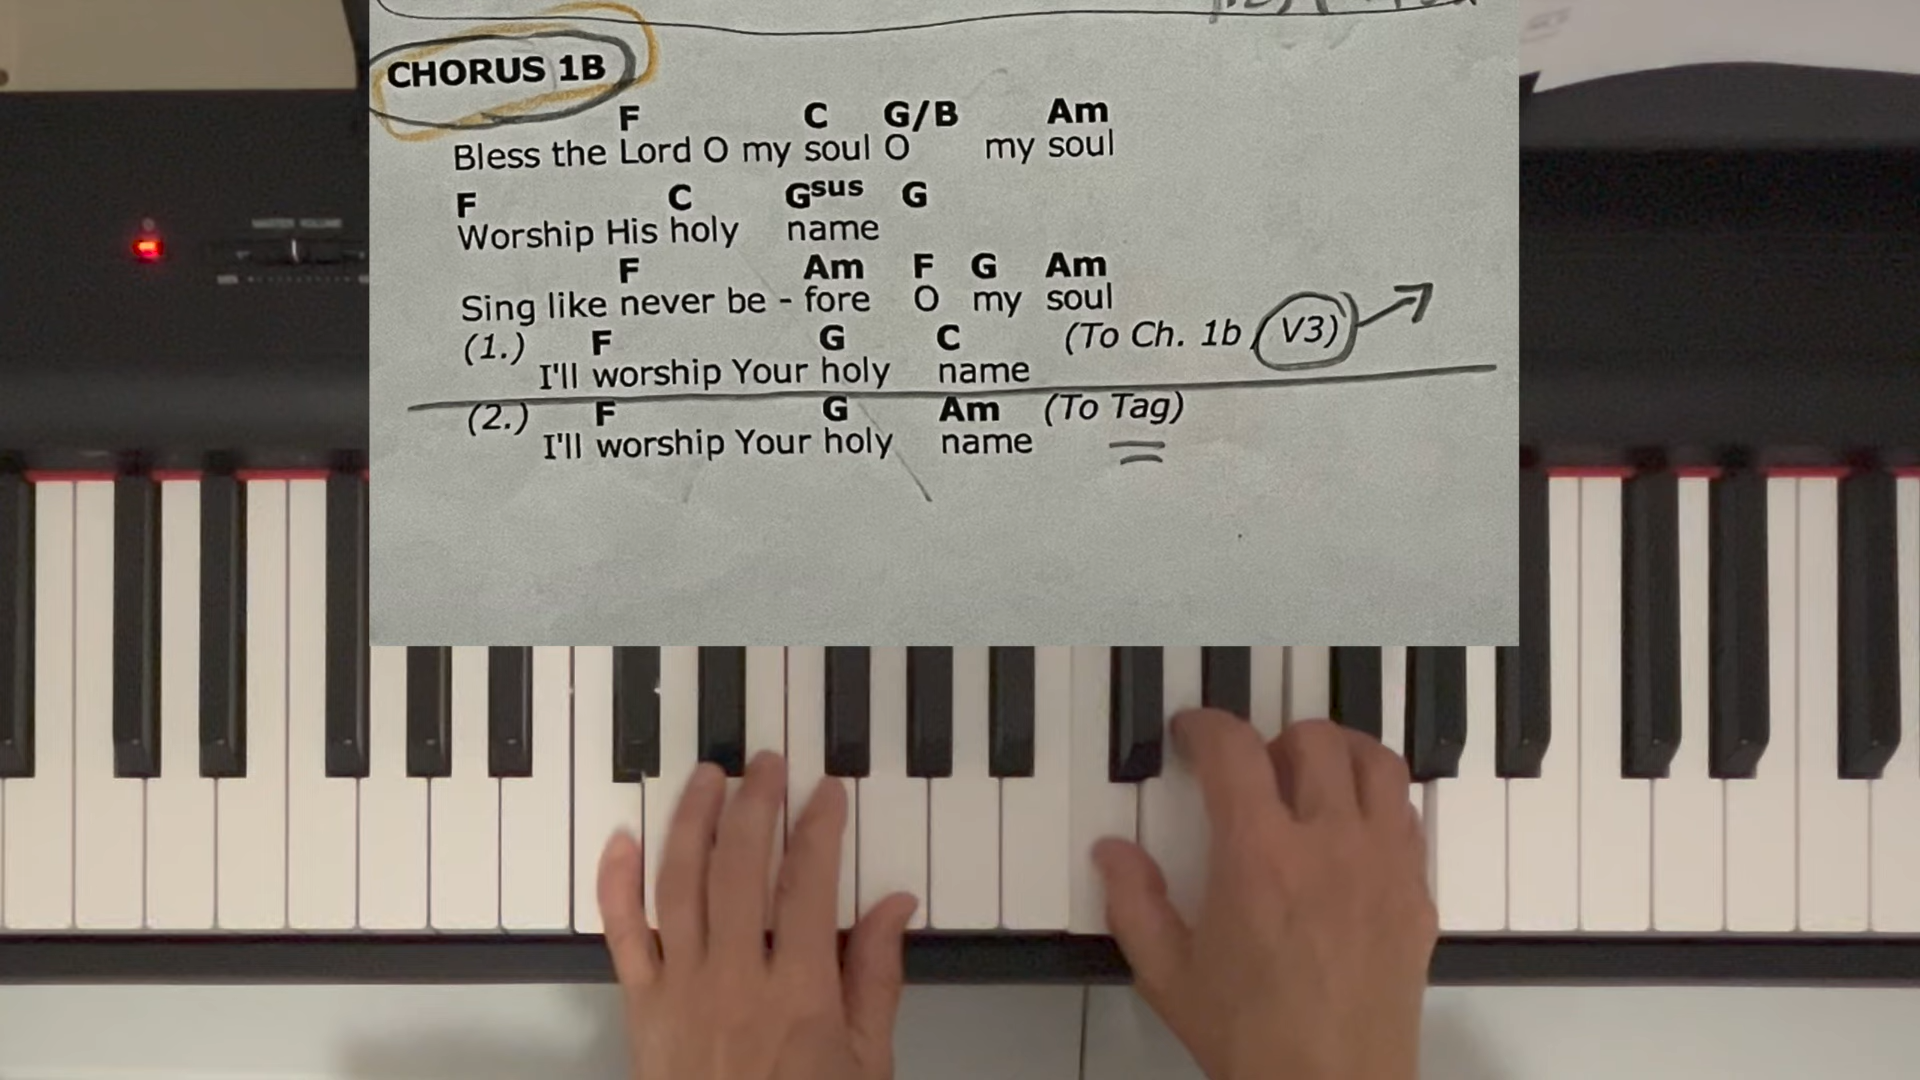 CHORUS 1B
F C G/B Am
Bless the Lord O my soul O my soul
F C Gsus G
Worship His holy name
F Am F G Am
Sing like never be - fore O my soul
(1.) F G C (To Ch. 1b, V3)
I'll worship Your holy name
(2.) F G Am (To Tag)
I'll worship Your holy name